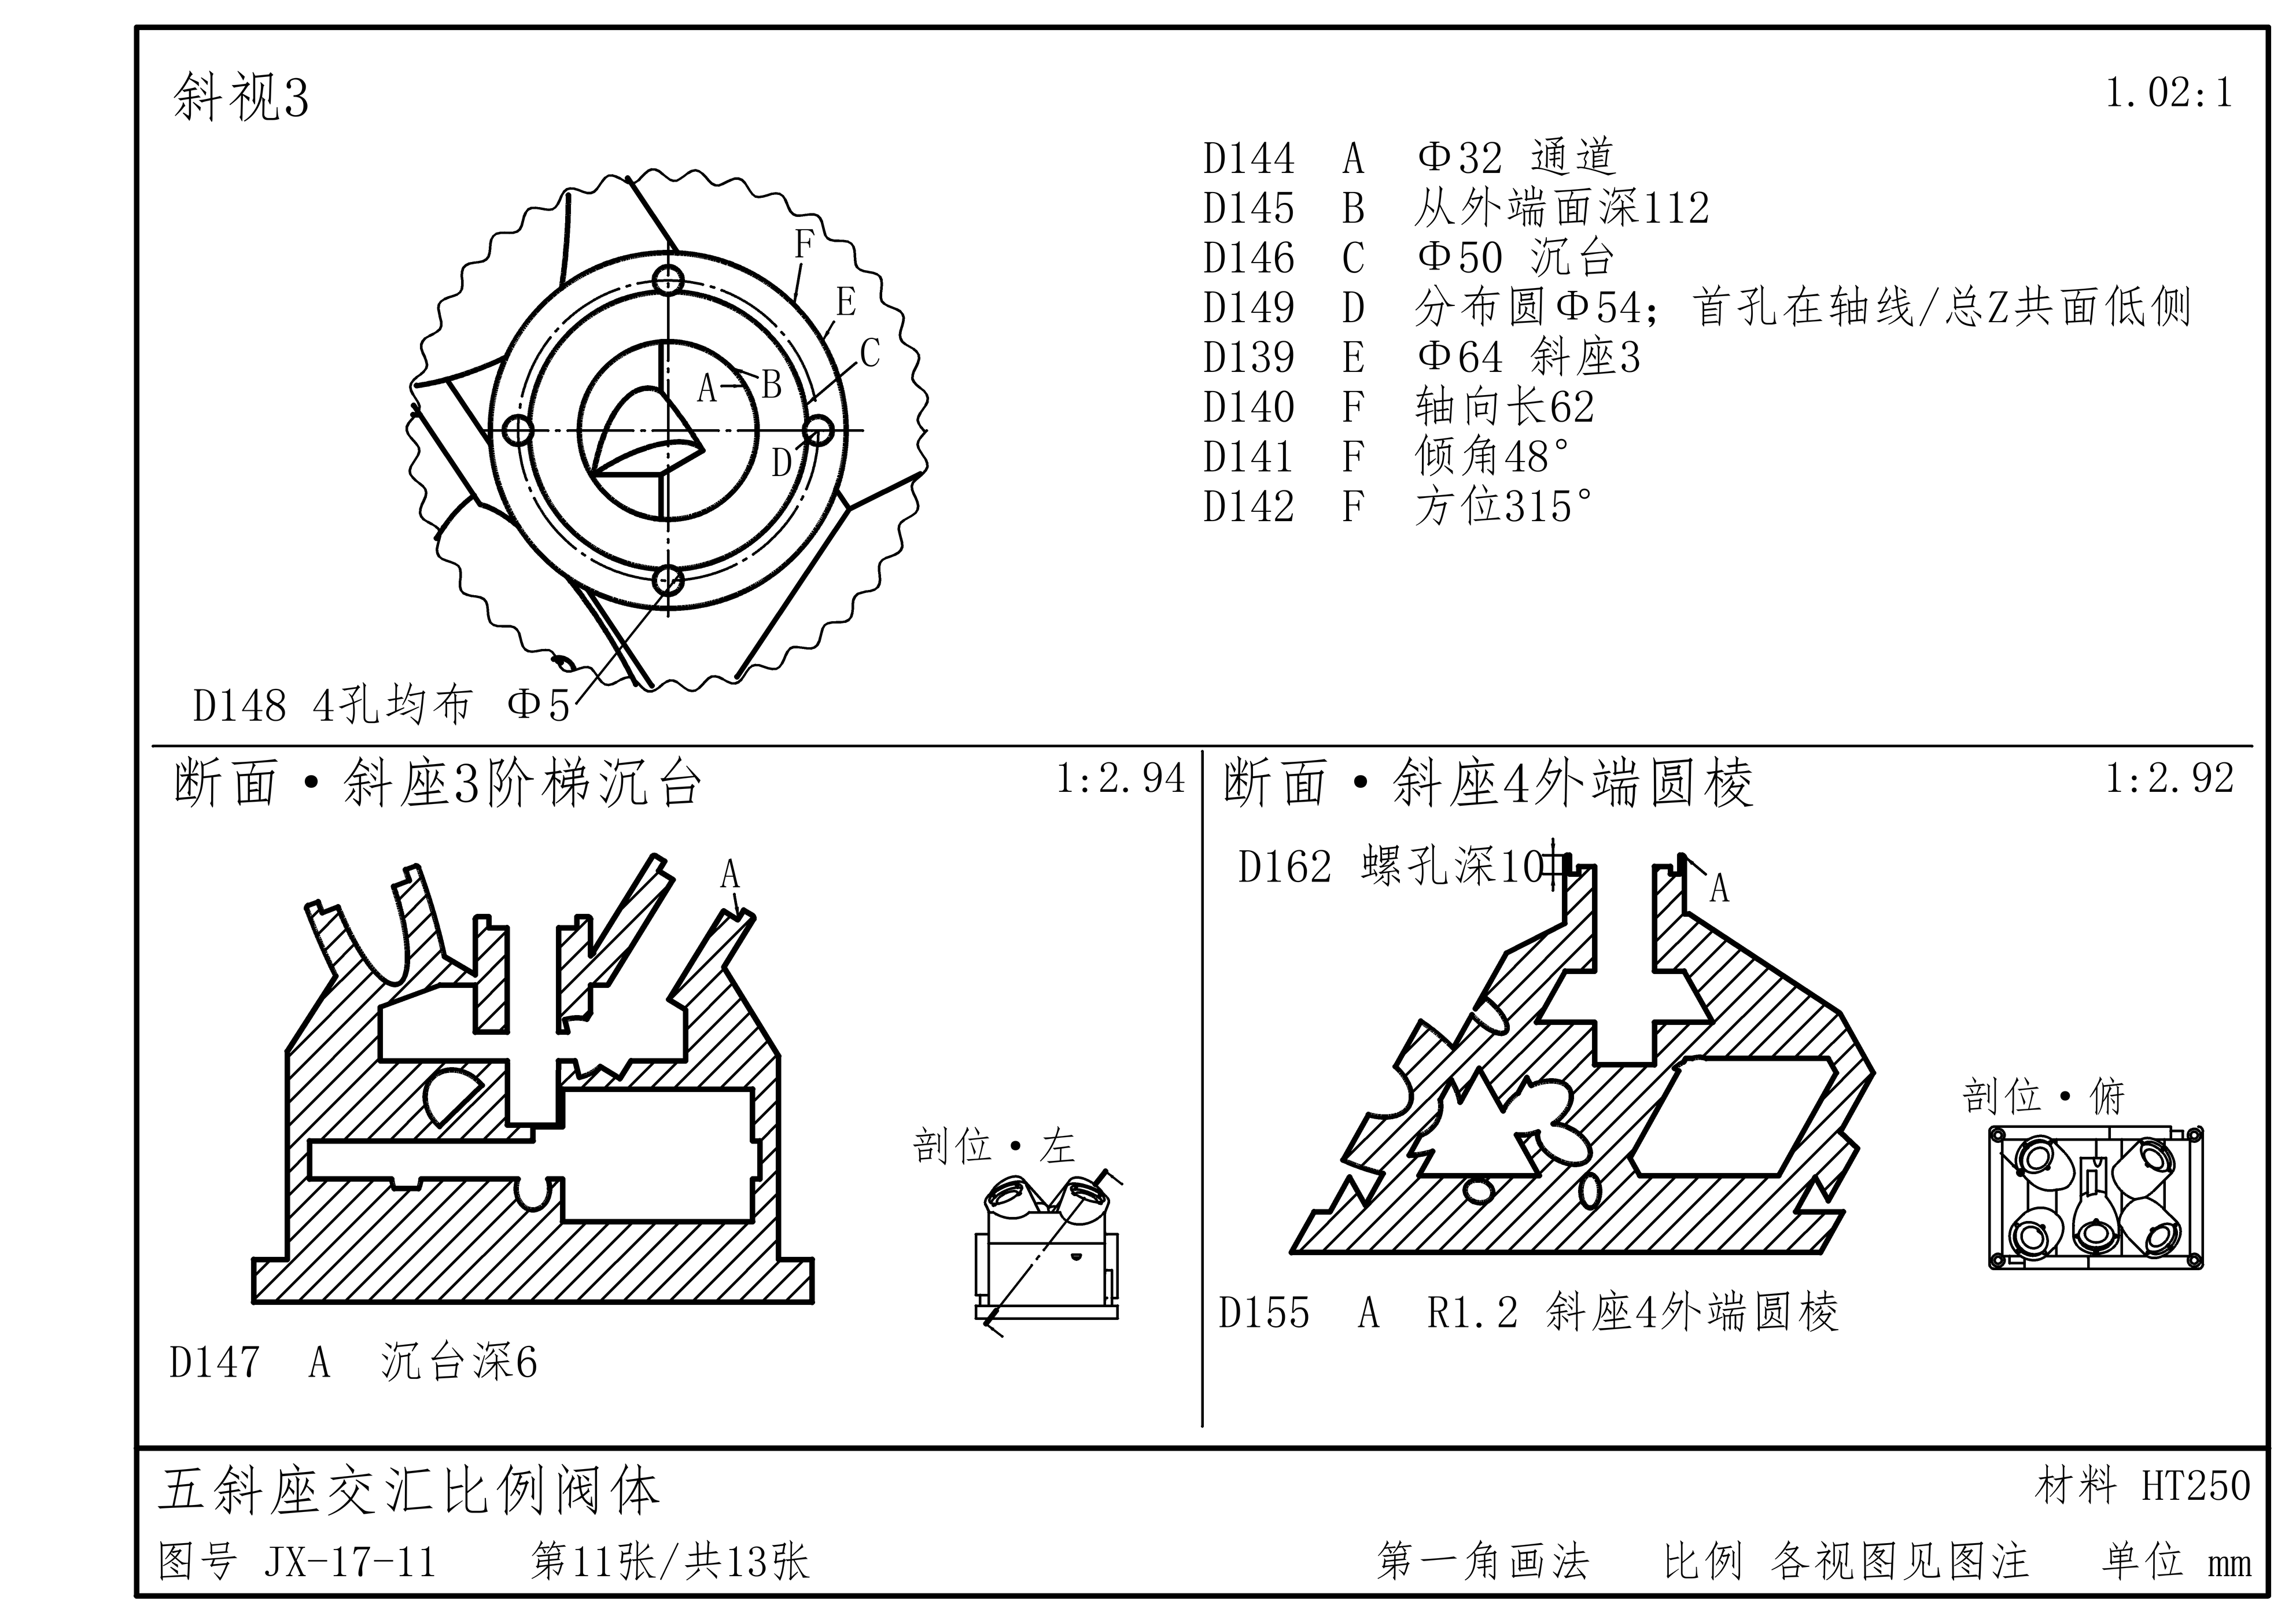 斜视3
1.02:1
D144 A Φ32 通道
D145 B 从外端面深112
D146 C Φ50 沉台
D149 D 分布圆Φ54; 首孔在轴线/总Z共面低侧
D139 E Φ64 斜座3
D140 F 轴向长62
D141 F 倾角48°
D142 F 方位315°
F
E
C
A
B
D
D148 4孔均布 Φ5
断面·斜座3阶梯沉台
1:2.94
A
剖位·左
D147 A 沉台深6
断面·斜座4外端圆棱
1:2.92
D162 螺孔深10
A
剖位·俯
D155 A R1.2 斜座4外端圆棱
五斜座交汇比例阀体
材料 HT250
图号 JX-17-11 第11张/共13张
第一角画法 比例 各视图见图注 单位 mm